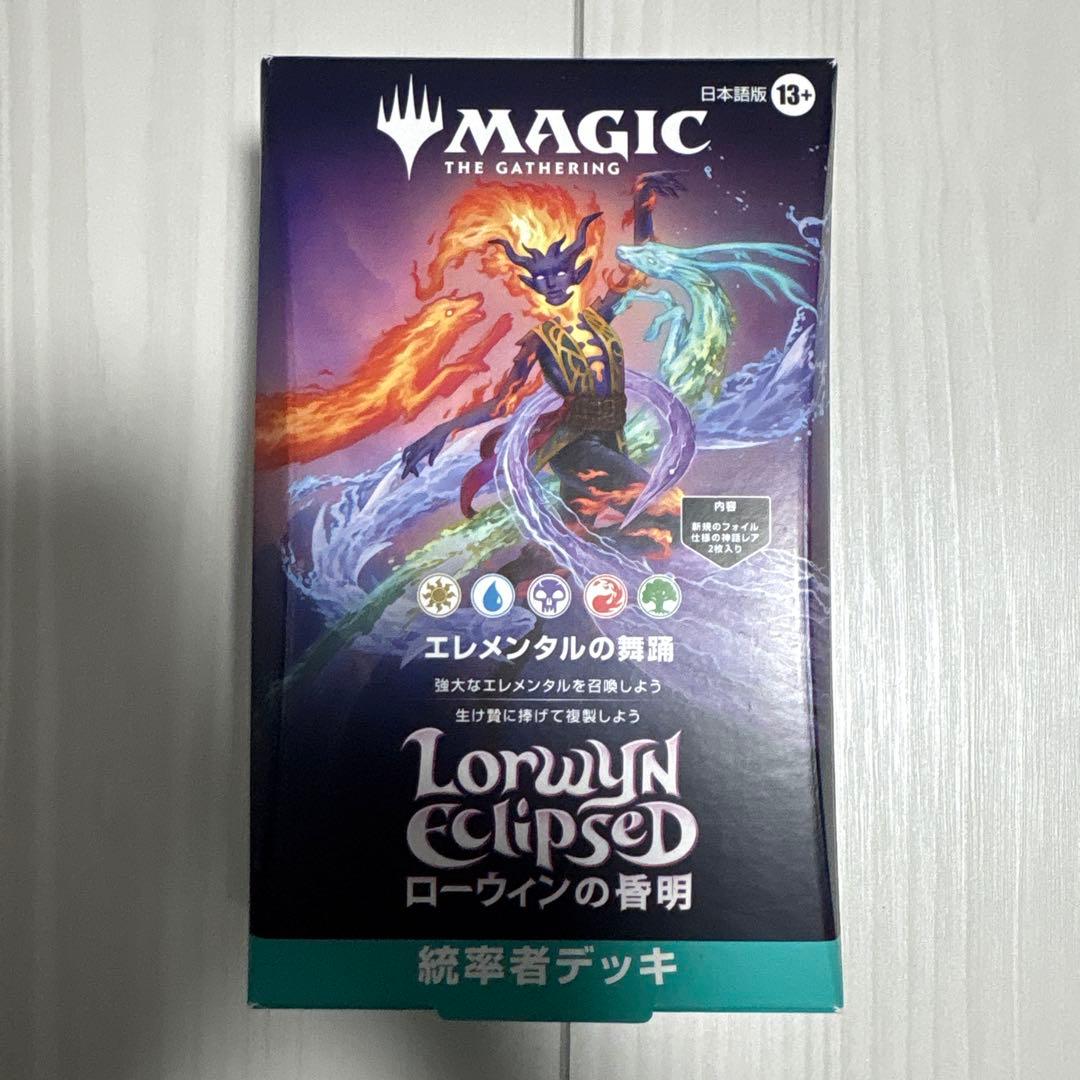 日本語版 13+
MAGIC
THE GATHERING
内容
新規のフォイル
仕様の神話レア
2枚入り
エレメンタルの舞踊
強大なエレメンタルを召喚しよう
生け贄に捧げて複製しよう
LORWYN
ECLIPSED
ローウィンの昏明
統率者デッキ